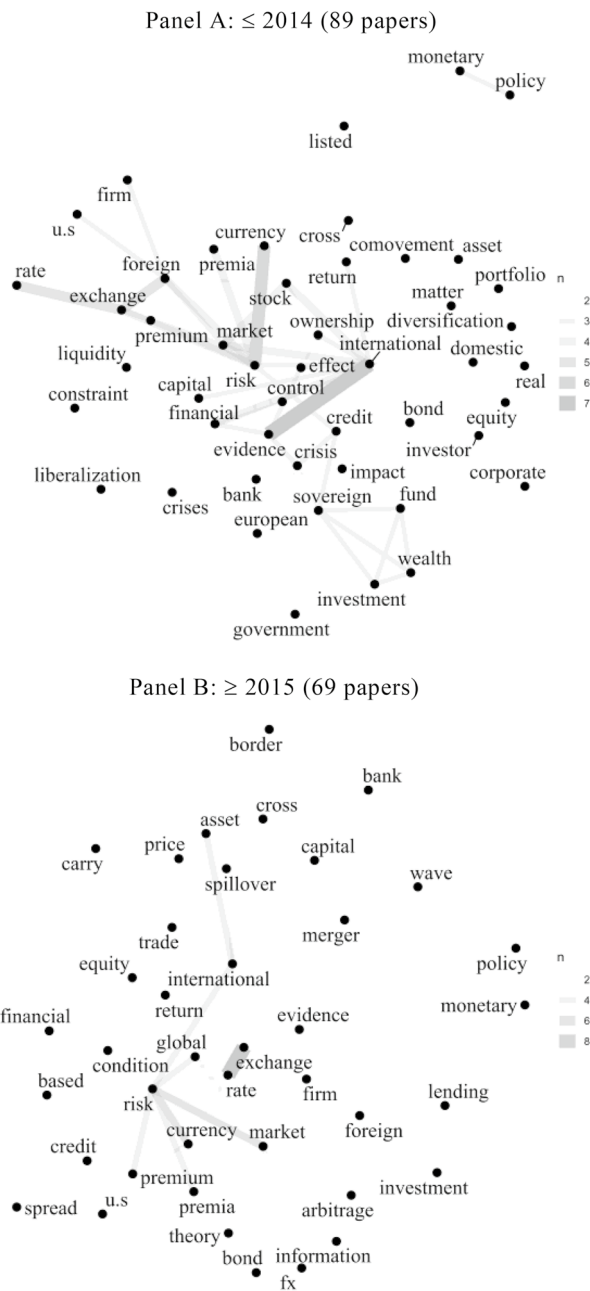 Panel A: ≤ 2014 (89 papers)
monetary
policy
listed
firm
u.s
currency
cross
comovement asset
rate
foreign
premia
return
portfolio
n
exchange
stock
matter
2
premium market
ownership diversification
3
international
4
liquidity
effect
domestic
5
capital
risk
control
real
6
constraint
financial
credit
bond
equity
7
evidence
crisis
investor
liberalization
impact
corporate
crises
bank
sovereign
fund
european
wealth
investment
government
Panel B: ≥ 2015 (69 papers)
border
bank
cross
asset
price
capital
carry
spillover
wave
trade
merger
equity
policy
n
international
2
return
monetary
4
financial
evidence
6
global
8
condition
exchange
based
rate
firm
risk
lending
currency market
foreign
credit
premium
investment
spread
u.s
premia
arbitrage
theory
bond
information
fx